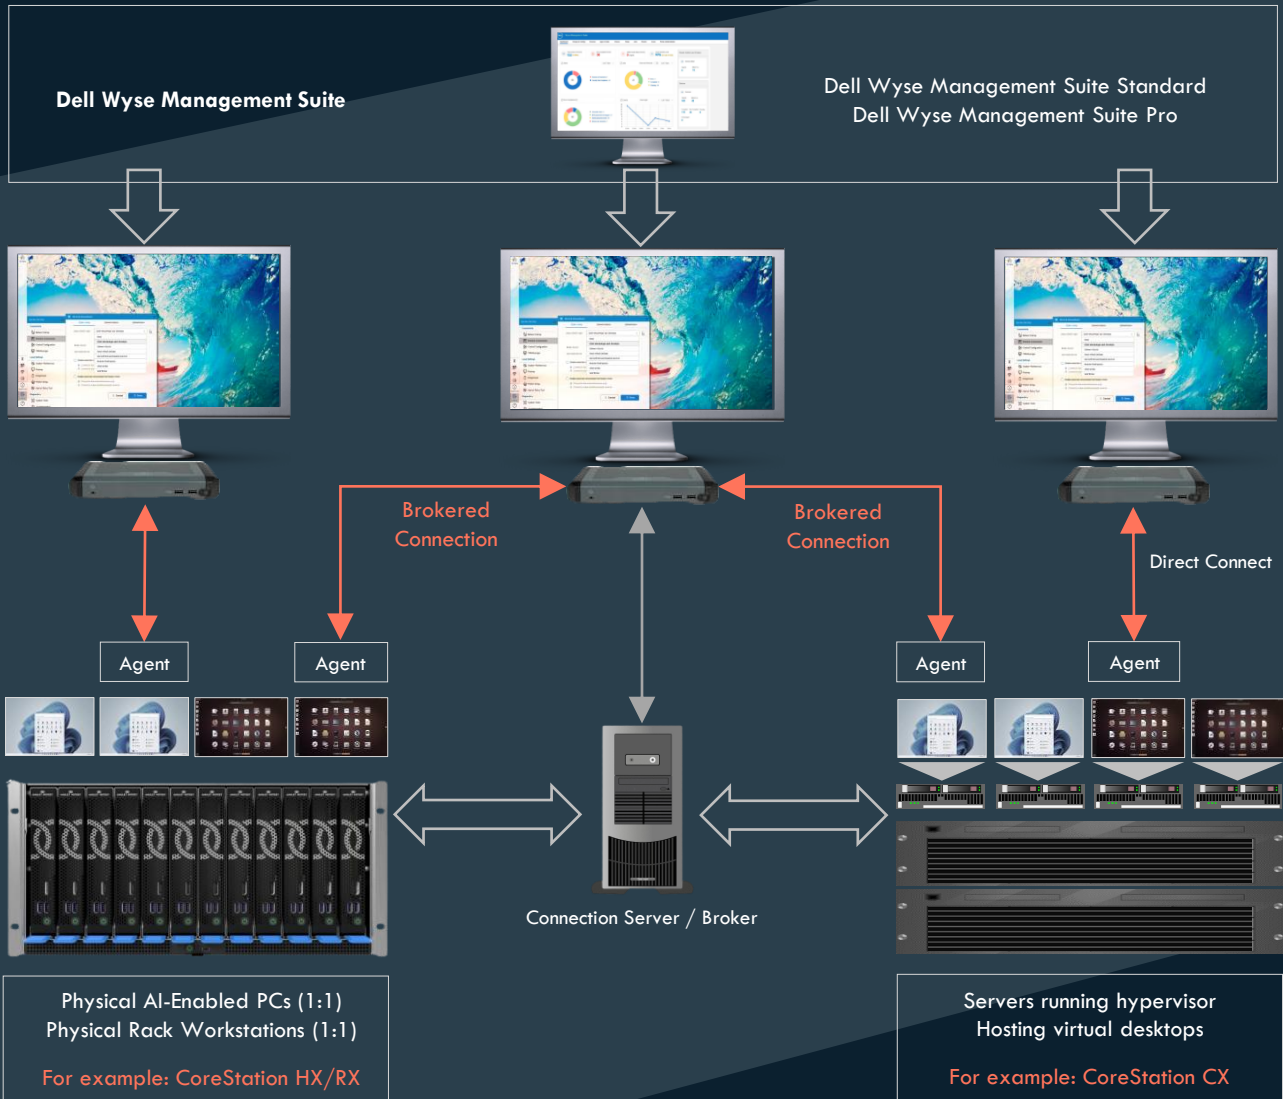 Dell Wyse Management Suite
Dell Wyse Management Suite Standard
Dell Wyse Management Suite Pro
Brokered
Connection
Brokered
Connection
Direct Connect
Agent
Agent
Agent
Agent
Connection Server / Broker
Physical AI-Enabled PCs (1:1)
Physical Rack Workstations (1:1)
For example: CoreStation HX/RX
Servers running hypervisor
Hosting virtual desktops
For example: CoreStation CX